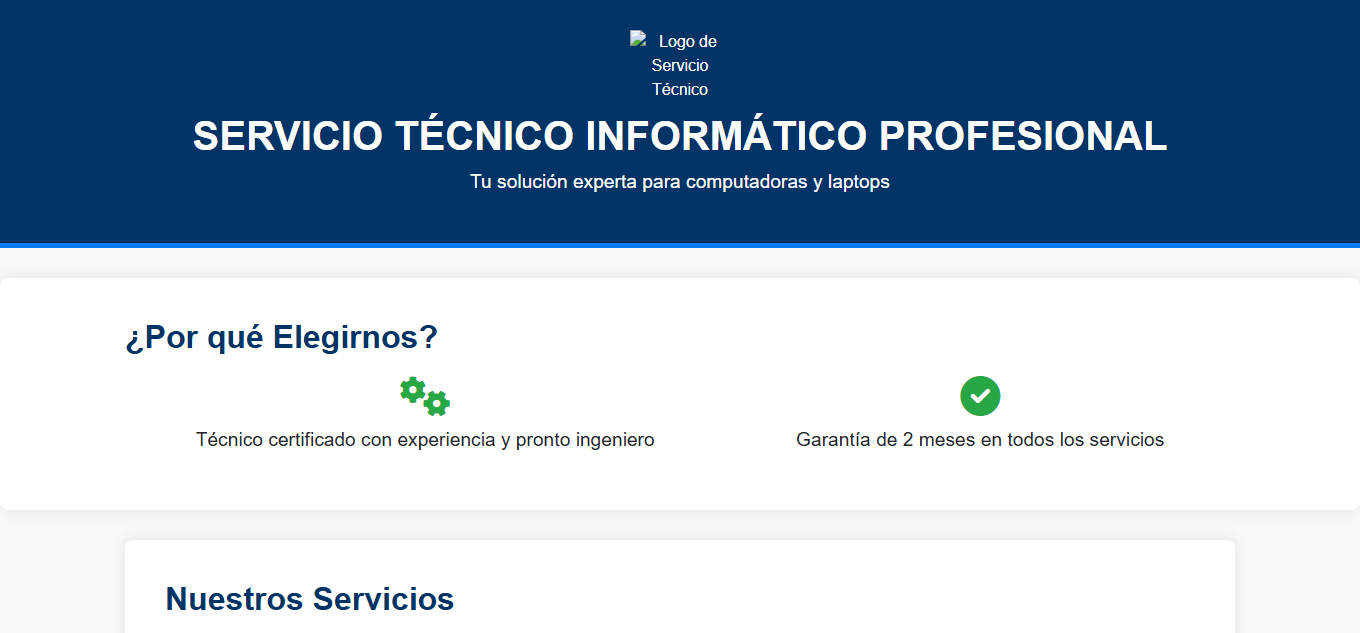 Logo de
Servicio
Técnico
SERVICIO TÉCNICO INFORMÁTICO PROFESIONAL
Tu solución experta para computadoras y laptops
¿Por qué Elegirnos?
Técnico certificado con experiencia y pronto ingeniero
Garantía de 2 meses en todos los servicios
Nuestros Servicios